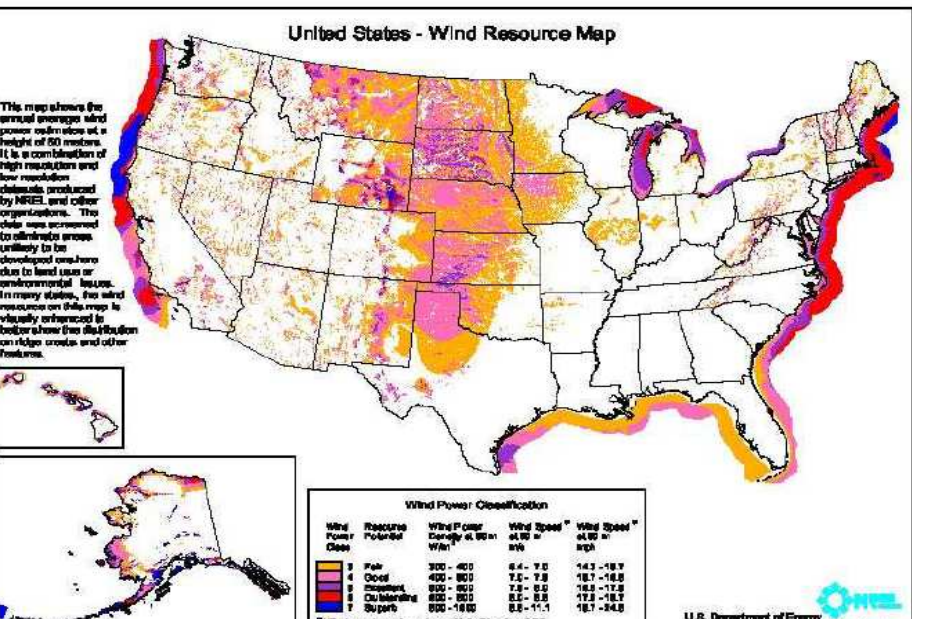 United States - Wind Resource Map
This map shows the
annual average wind
power estimates at a
height of 50 meters.
It is a combination of
high resolution and
low resolution
datasets produced
by NREL and other
organizations. The
data was screened
to eliminate areas
unlikely to be
developed onshore
due to land use or
environmental issues.
In many states, the wind
resource on this map is
visually enhanced to
better show the distribution
on ridge crests and other
features.
Wind Power Classification
Wind Power Class
Resource Potential
Wind Power Density at 50 m W/m²
Wind Speed at 50 m m/s
Wind Speed at 50 m mph
3 Fair 300 - 400 6.4 - 7.0 14.3 - 15.7
4 Good 400 - 500 7.0 - 7.5 15.7 - 16.8
5 Excellent 500 - 600 7.5 - 8.0 16.8 - 17.9
6 Outstanding 600 - 800 8.0 - 8.8 17.9 - 19.7
7 Superb 800 - 1600 8.8 - 11.1 19.7 - 24.8
NREL
U.S. Department of Energy